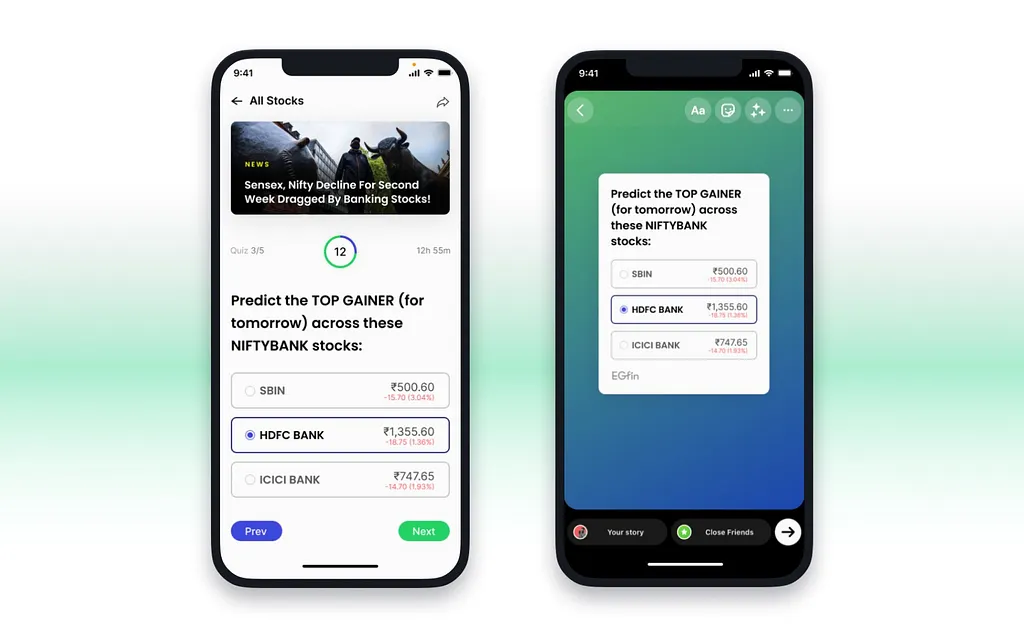 9:41
All Stocks
NEWS
Sensex, Nifty Decline For Second
Week Dragged By Banking Stocks!
Quiz 3/5
12
12h 55m
Predict the TOP GAINER (for
tomorrow) across these
NIFTYBANK stocks:
SBIN
₹500.60
-15.70 (3.04%)
HDFC BANK
₹1,355.60
-18.75 (1.36%)
ICICI BANK
₹747.65
-14.70 (1.93%)
Prev
Next
9:41
Aa
Predict the TOP GAINER
(for tomorrow) across
these NIFTYBANK
stocks:
SBIN
₹500.60
-15.70 (3.04%)
HDFC BANK
₹1,355.60
-18.75 (1.36%)
ICICI BANK
₹747.65
-14.70 (1.93%)
EGfin
Your story
Close Friends